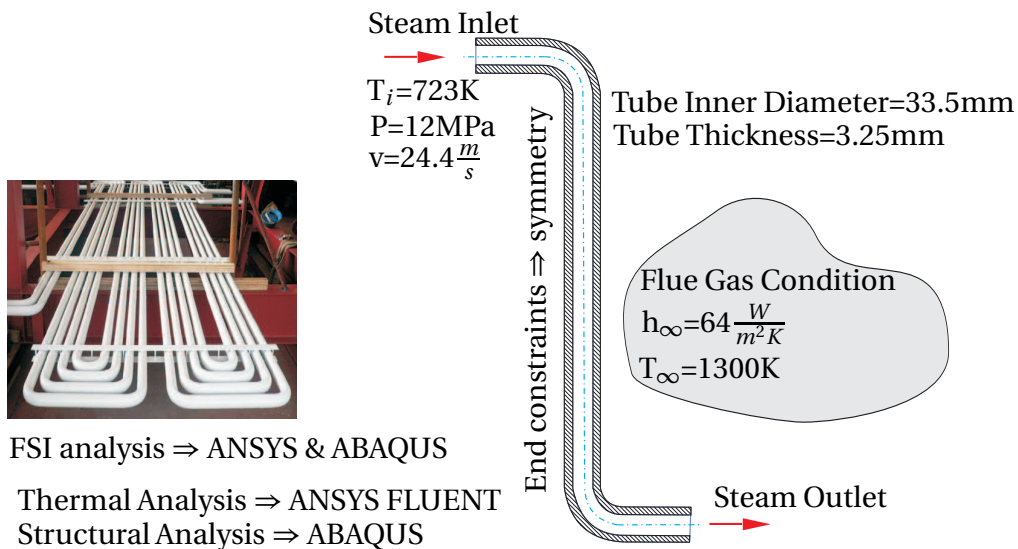 Steam Inlet
T_i=723K
P=12MPa
v=24.4 m/s
Tube Inner Diameter=33.5mm
Tube Thickness=3.25mm
End constraints ⇒ symmetry
Flue Gas Condition
h_∞=64 W/m²K
T_∞=1300K
FSI analysis ⇒ ANSYS & ABAQUS
Thermal Analysis ⇒ ANSYS FLUENT
Structural Analysis ⇒ ABAQUS
Steam Outlet